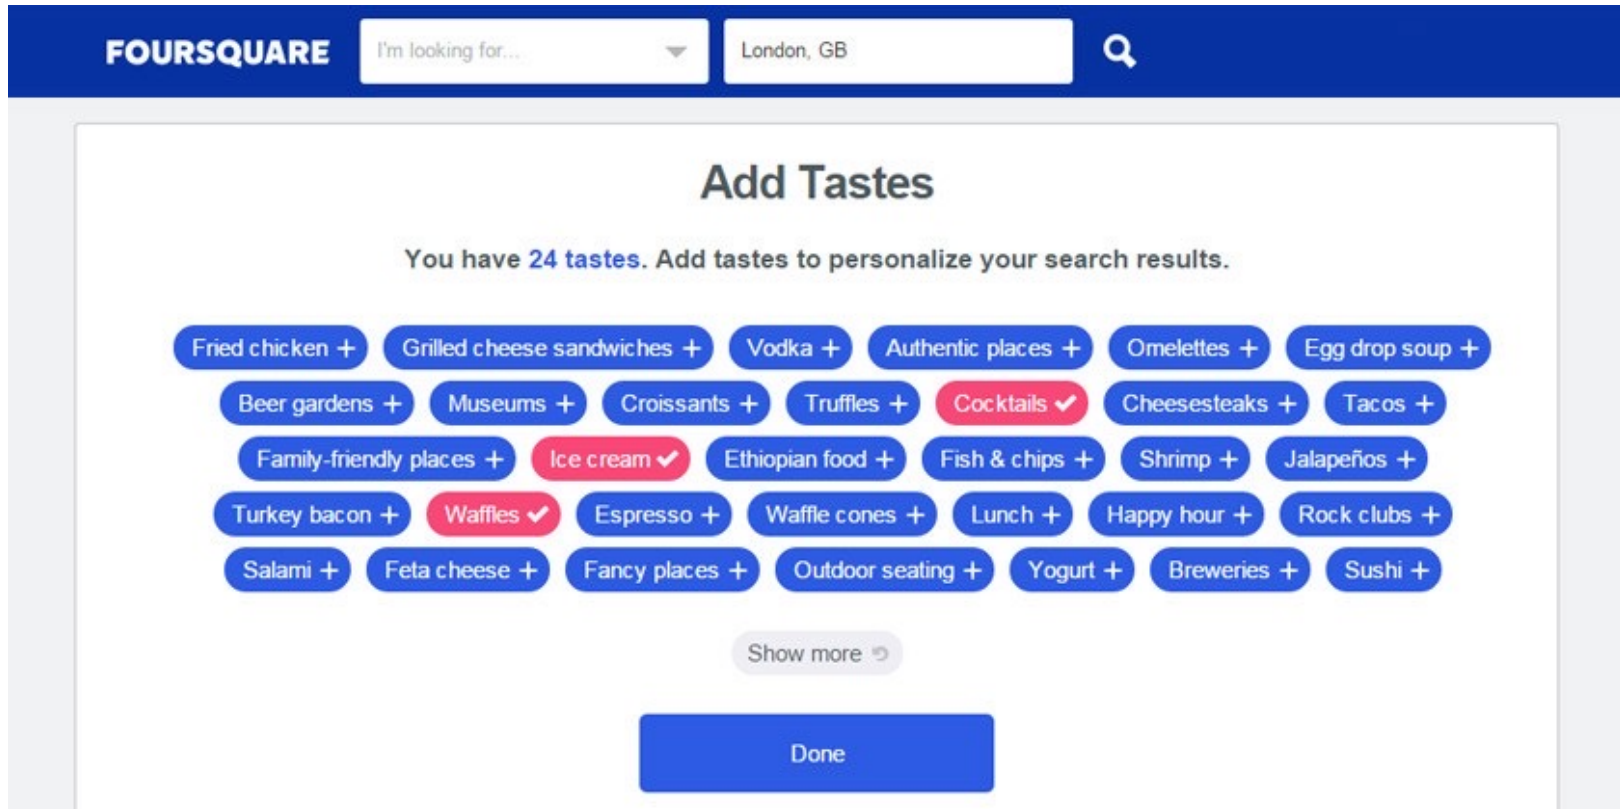 FOURSQUARE I'm looking for... London, GB
Add Tastes
You have 24 tastes. Add tastes to personalize your search results.
Fried chicken + Grilled cheese sandwiches + Vodka + Authentic places + Omelettes + Egg drop soup +
Beer gardens + Museums + Croissants + Truffles + Cocktails ✔ Cheesesteaks + Tacos +
Family-friendly places + Ice cream ✔ Ethiopian food + Fish & chips + Shrimp + Jalapeños +
Turkey bacon + Waffles ✔ Espresso + Waffle cones + Lunch + Happy hour + Rock clubs +
Salami + Feta cheese + Fancy places + Outdoor seating + Yogurt + Breweries + Sushi +
Show more
Done